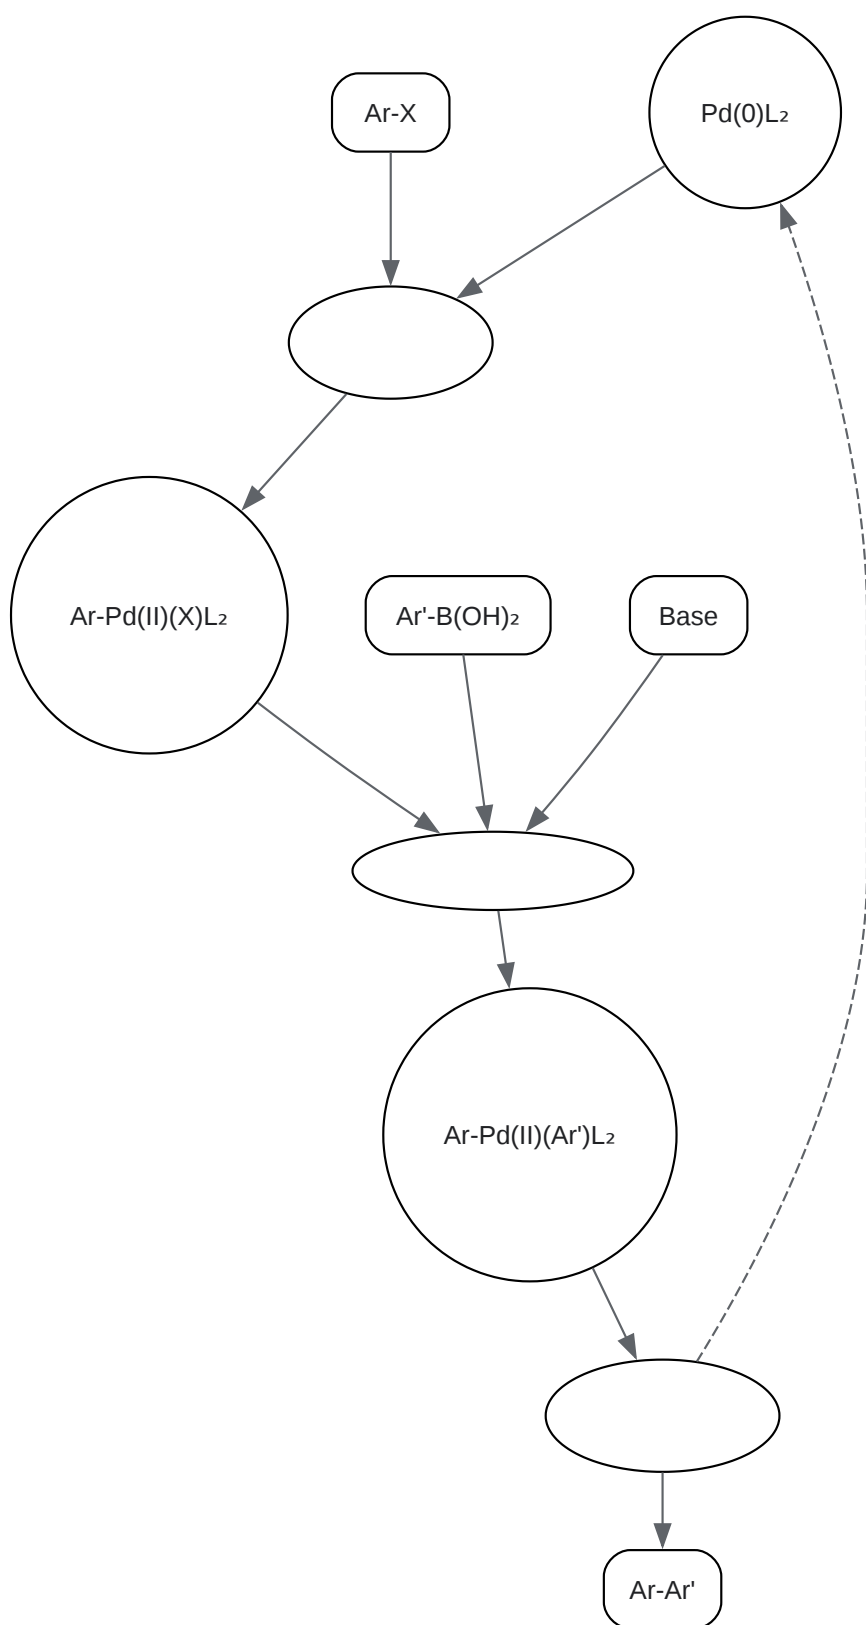 Ar-X
Pd(0)L₂
Ar-Pd(II)(X)L₂
Ar'-B(OH)₂
Base
Ar-Pd(II)(Ar')L₂
Ar-Ar'